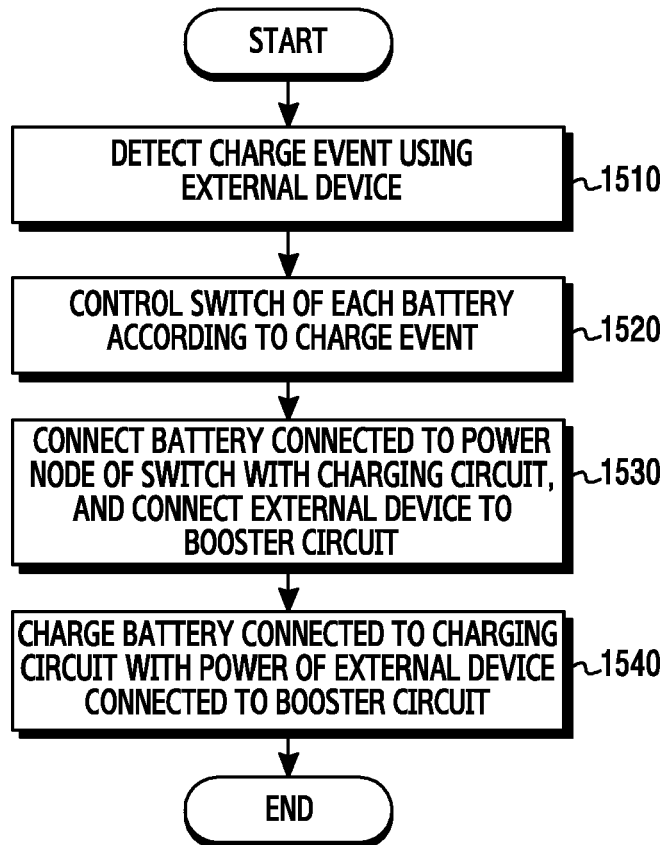 START
DETECT CHARGE EVENT USING
EXTERNAL DEVICE
1510
CONTROL SWITCH OF EACH BATTERY
ACCORDING TO CHARGE EVENT
1520
CONNECT BATTERY CONNECTED TO POWER
NODE OF SWITCH WITH CHARGING CIRCUIT,
AND CONNECT EXTERNAL DEVICE TO
BOOSTER CIRCUIT
1530
CHARGE BATTERY CONNECTED TO CHARGING
CIRCUIT WITH POWER OF EXTERNAL DEVICE
CONNECTED TO BOOSTER CIRCUIT
1540
END